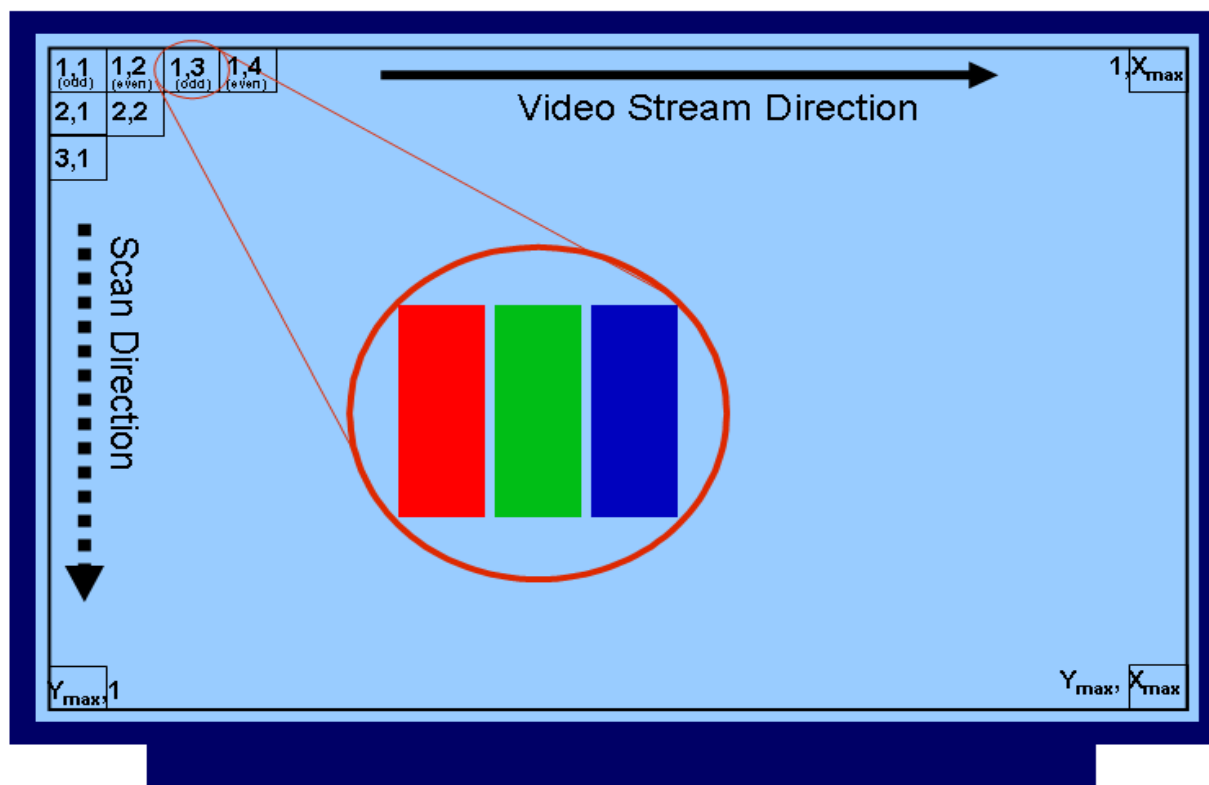 1,1 1,2 1,3 1,4 1,Xmax
(odd) (even) (odd) (even)
Video Stream Direction
2,1 2,2
3,1
Scan Direction
Ymax,1 Ymax, Xmax